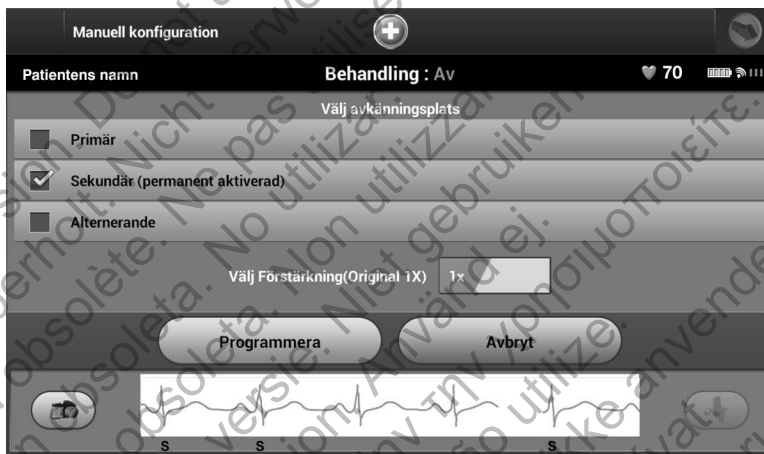 Manuell konfiguration
Patientens namn
Behandling : Av
70
Välj avkänningsplats
Primär
Sekundär (permanent aktiverad)
Alternerande
Välj Förstärkning(Original 1X)
1x
Programmera
Avbryt
S
S
S